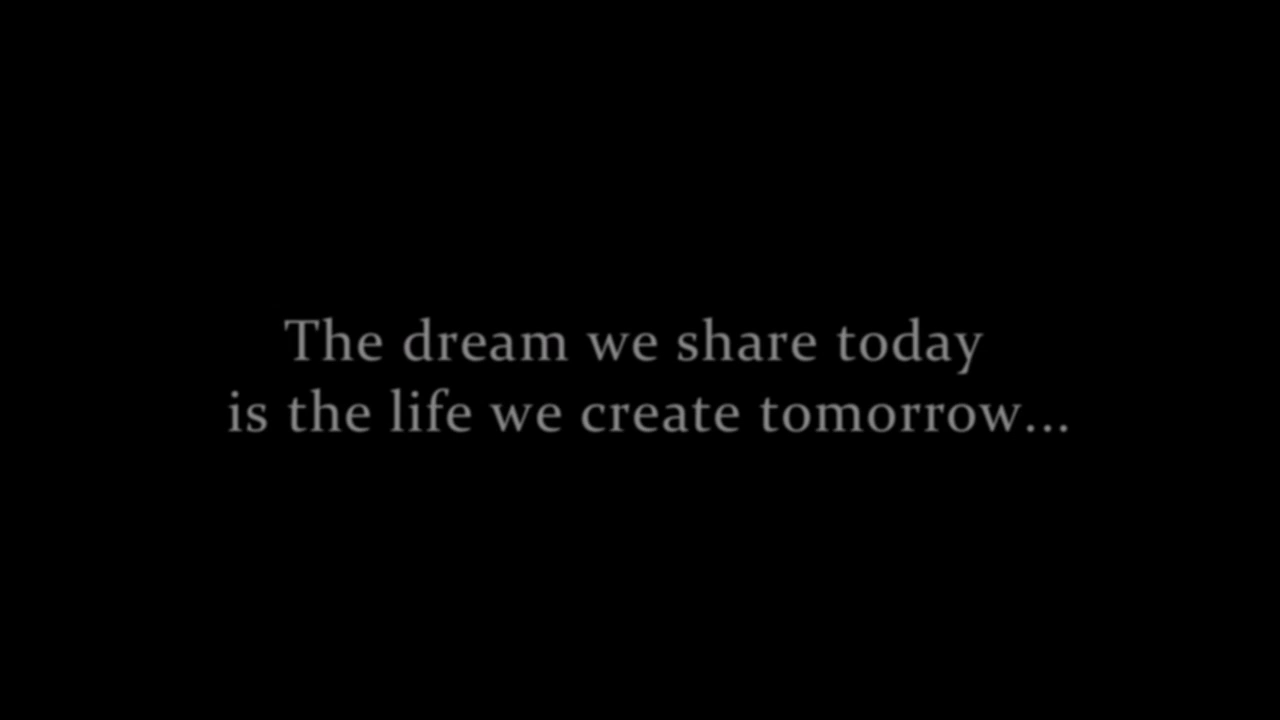 The dream we share today
is the life we create tomorrow...